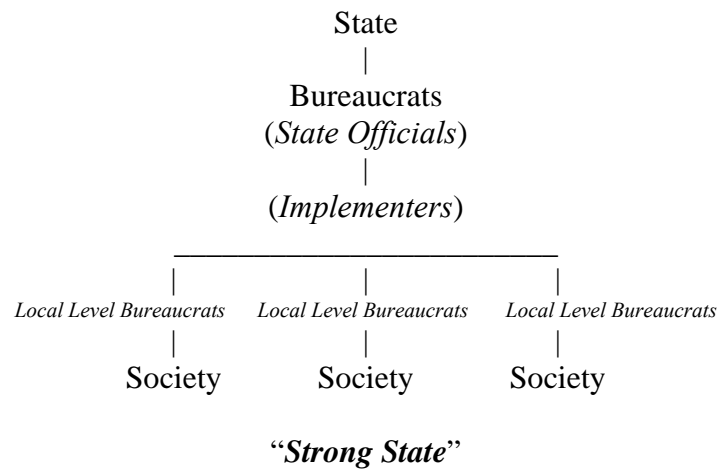 State
|
Bureaucrats
(State Officials)
|
(Implementers)
________________________
| | |
Local Level Bureaucrats Local Level Bureaucrats Local Level Bureaucrats
| | |
Society Society Society
“Strong State”